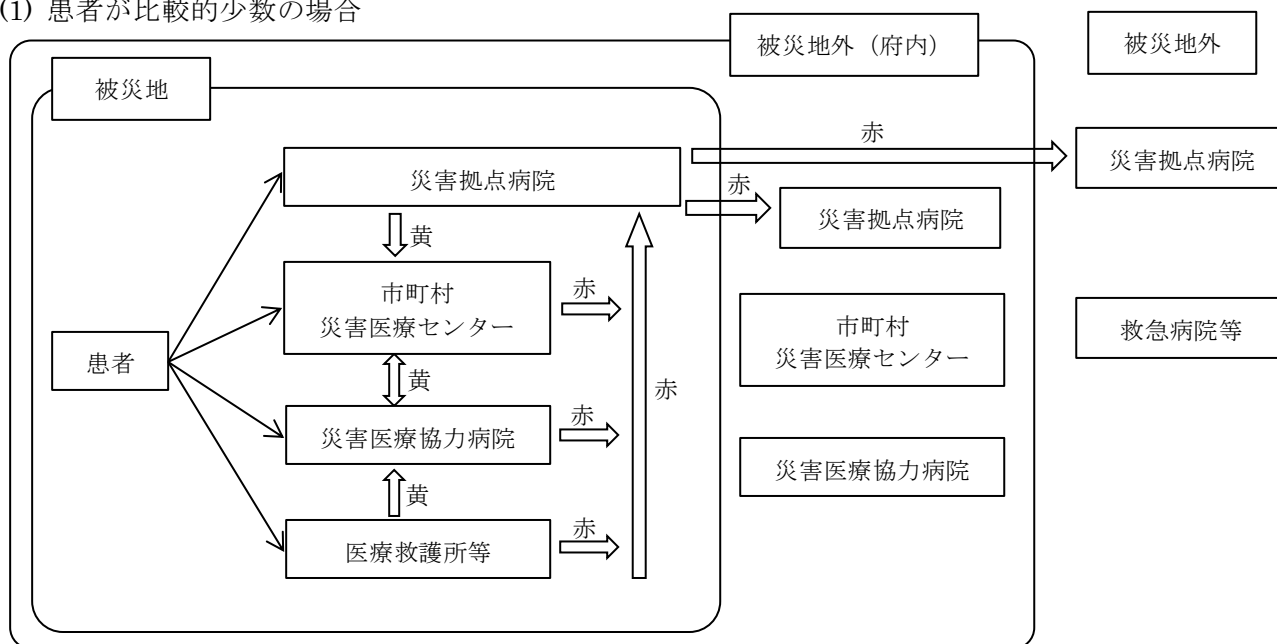 (1) 患者が比較的少数の場合
被災地外（府内）
被災地外
被災地
赤
災害拠点病院
災害拠点病院
赤
災害拠点病院
黄
市町村
災害医療センター
赤
市町村
災害医療センター
救急病院等
患者
黄
赤
災害医療協力病院
赤
災害医療協力病院
黄
医療救護所等
赤